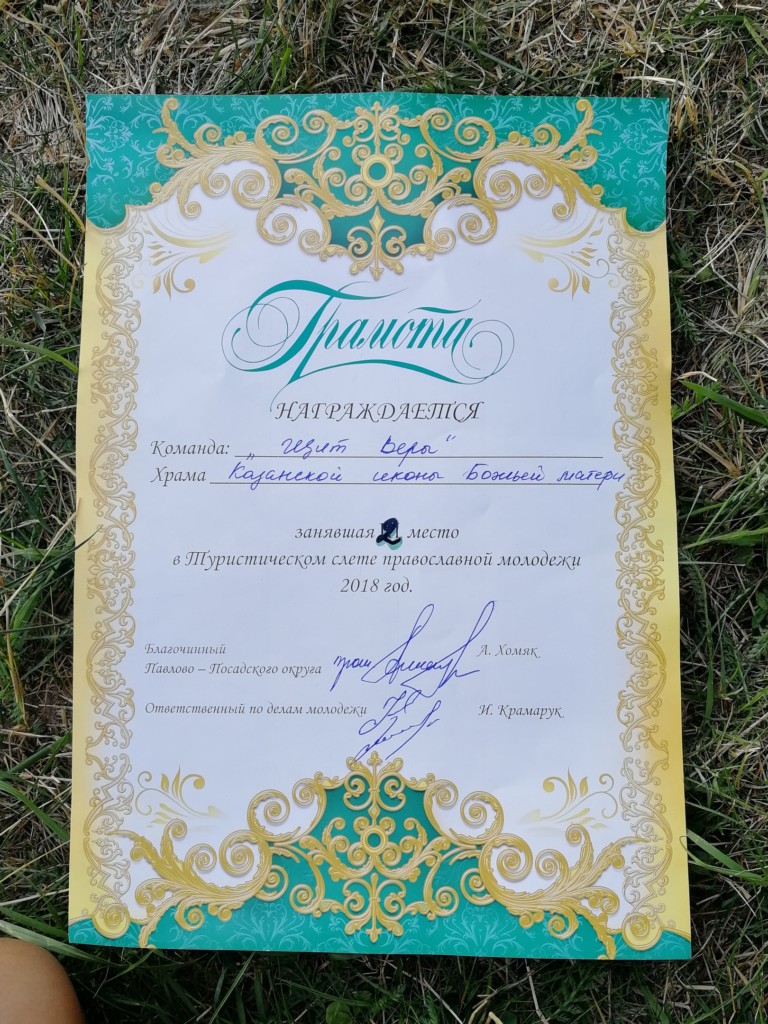 Грамота
НАГРАЖДАЕТСЯ
Команда: „Щит Веры“
Храма Казанской иконы Божьей матери
занявшая 2 место
в Туристическом слете православной молодежи
2018 год.
Благочинный
Павлово – Посадского округа А. Хомяк
Ответственный по делам молодежи И. Крамарук